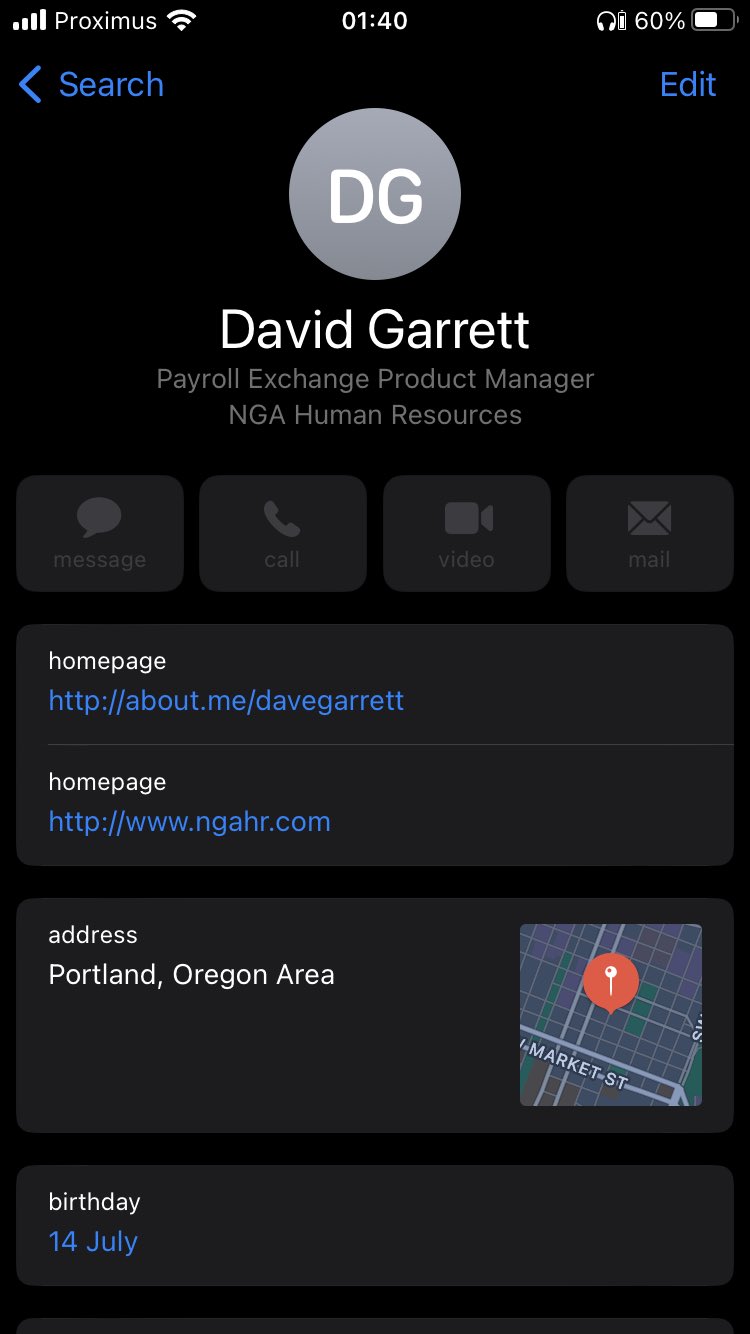 Proximus 01:40 60%
Search Edit
DG
David Garrett
Payroll Exchange Product Manager
NGA Human Resources
message call video mail
homepage
http://about.me/davegarrett
homepage
http://www.ngahr.com
address
Portland, Oregon Area
MARKET ST
birthday
14 July